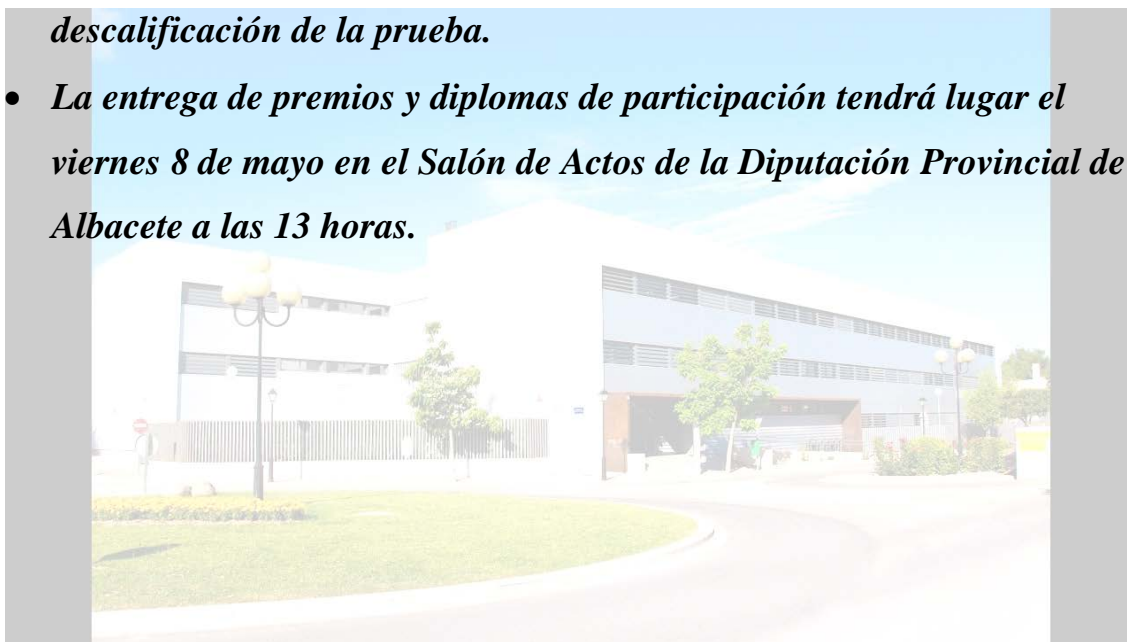 descalificación de la prueba.
• La entrega de premios y diplomas de participación tendrá lugar el
viernes 8 de mayo en el Salón de Actos de la Diputación Provincial de
Albacete a las 13 horas.